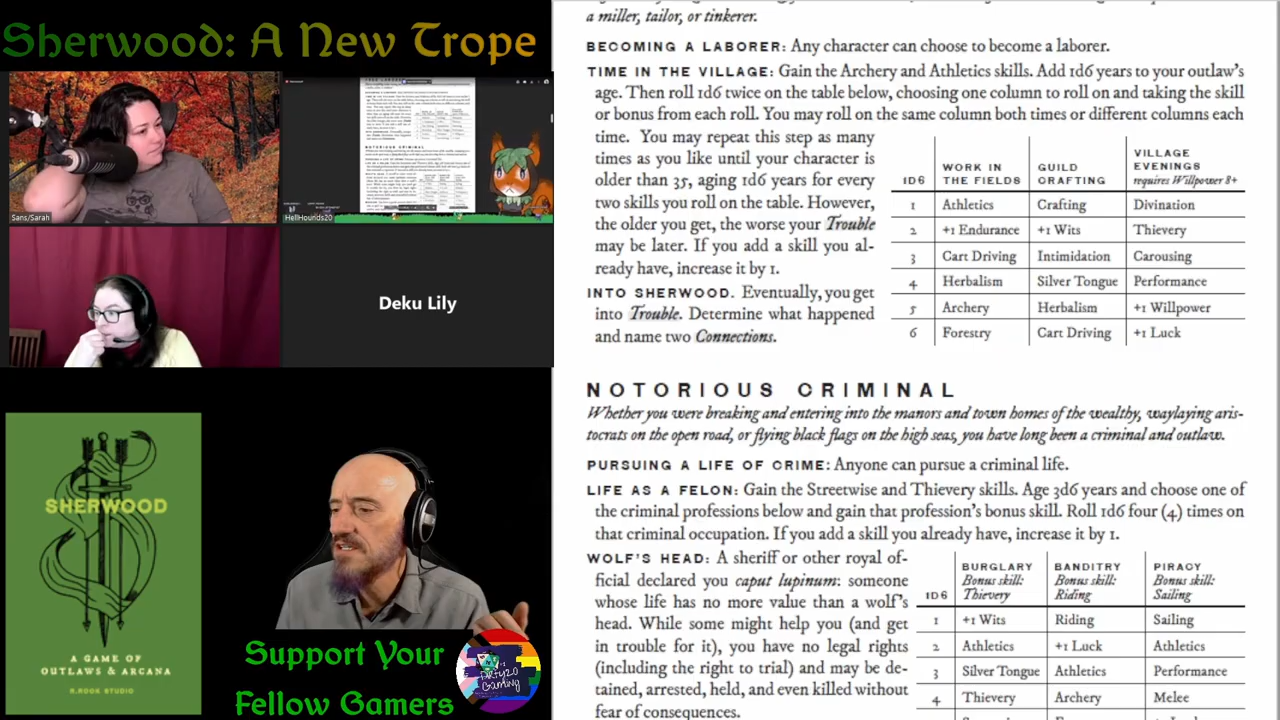 Sherwood: A New Trope
Sans/Sarah
HellHounds20
Deku Lily
SHERWOOD
A GAME OF
OUTLAWS & ARCANA
R.ROOK STUDIO
Support Your
Fellow Gamers
Gaming
a miller, tailor, or tinkerer.
BECOMING A LABORER: Any character can choose to become a laborer.
TIME IN THE VILLAGE: Gain the Archery and Athletics skills. Add 1d6 years to your outlaw's
age. Then roll 1d6 twice on the table below, choosing one column to roll on and gaining the skill
or bonus from each roll. You may roll on the same column both times or different columns each
time. You may repeat this step as many
times as you like until your character is
older than 35, aging 1d6 years for each
two skills you roll on the table. However,
the older you get, the worse your Trouble
may be later. If you add a skill you al-
ready have, increase it by 1.
INTO SHERWOOD. Eventually, you get
into Trouble. Determine what happened
and name two Connections.
1D6 WORK IN THE FIELDS GUILD OR CRAFT VILLAGE EVENINGS requires Willpower 8+
1 Athletics Crafting Divination
2 +1 Endurance +1 Wits Thievery
3 Cart Driving Intimidation Carousing
4 Herbalism Silver Tongue Performance
5 Archery Herbalism +1 Willpower
6 Forestry Cart Driving +1 Luck
NOTORIOUS CRIMINAL
Whether you were breaking and entering into the manors and town homes of the wealthy, waylaying aris-
tocrats on the open road, or flying black flags on the high seas, you have long been a criminal and outlaw.
PURSUING A LIFE OF CRIME: Anyone can pursue a criminal life.
LIFE AS A FELON: Gain the Streetwise and Thievery skills. Age 3d6 years and choose one of
the criminal professions below and gain that profession's bonus skill. Roll 1d6 four (4) times on
that criminal occupation. If you add a skill you already have, increase it by 1.
WOLF'S HEAD: A sheriff or other royal of-
ficial declared you caput lupinum: someone
whose life has no more value than a wolf's
head. While some might help you (and get
in trouble for it), you have no legal rights
(including the right to trial) and may be de-
tained, arrested, held, and even killed without
fear of consequences.
1D6 BURGLARY Bonus skill: Thievery BANDITRY Bonus skill: Riding PIRACY Bonus skill: Sailing
1 +1 Wits Riding Sailing
2 Athletics +1 Luck Athletics
3 Silver Tongue Athletics Performance
4 Thievery Archery Melee